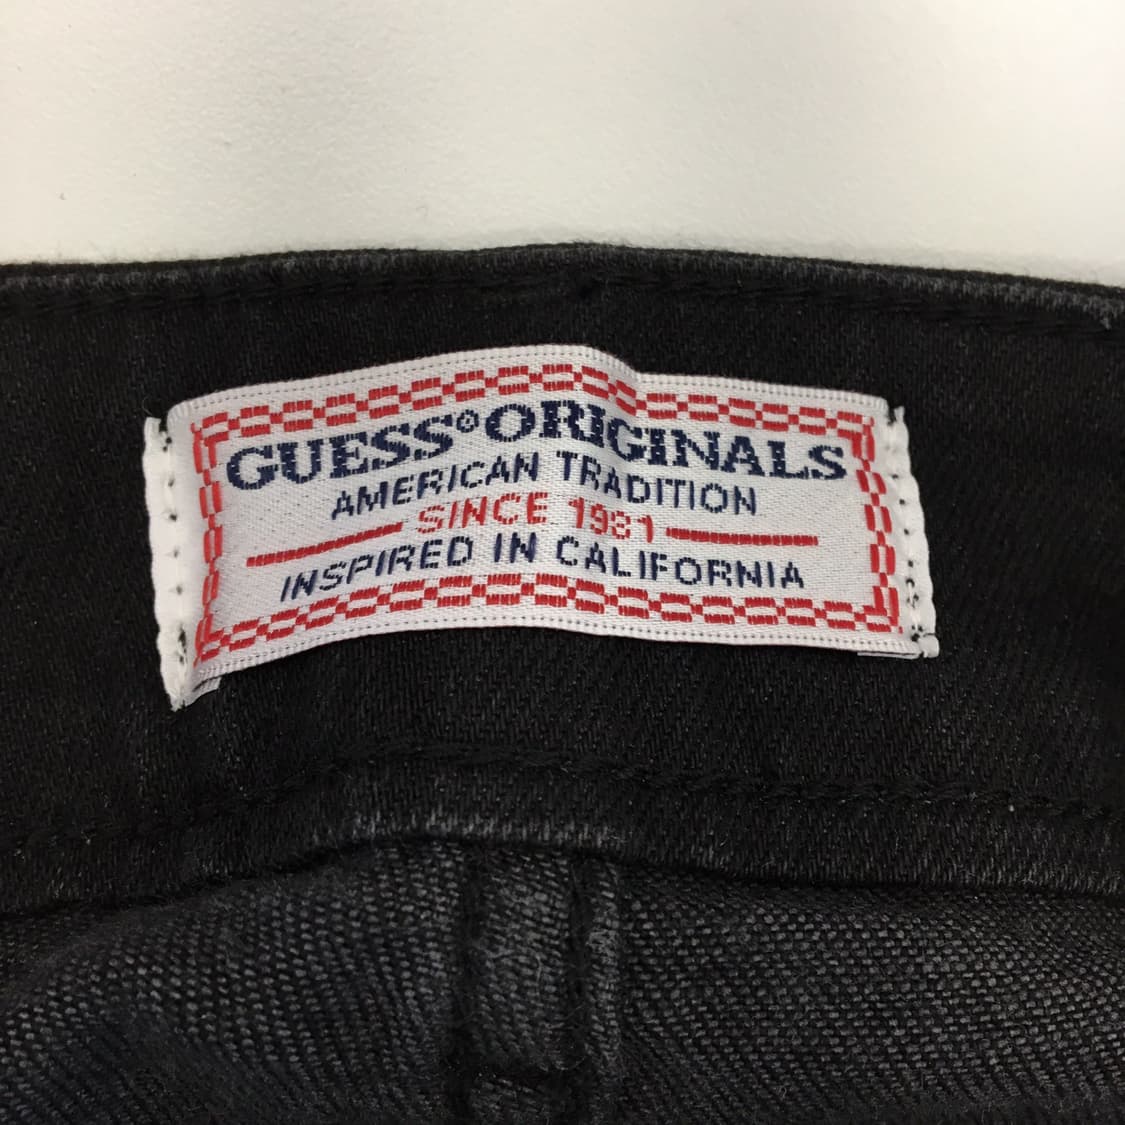 GUESS® ORIGINALS
AMERICAN TRADITION
SINCE 1981
INSPIRED IN CALIFORNIA